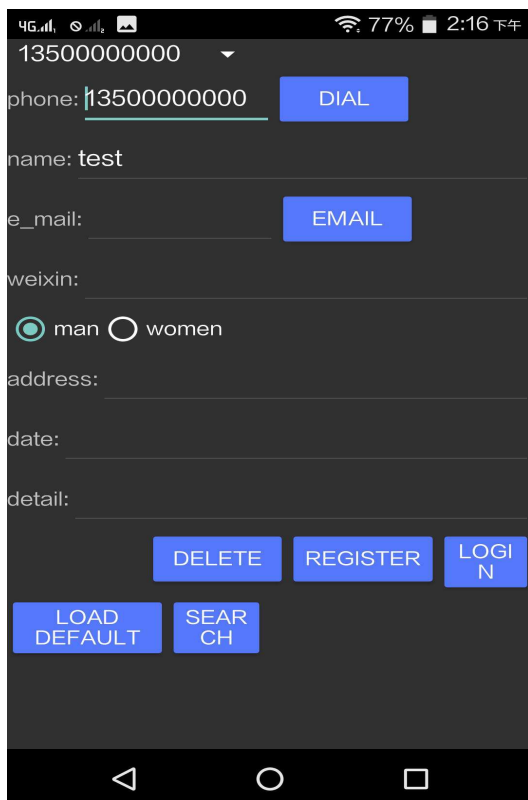 4G 77% 2:16 下午
13500000000
phone: 13500000000 DIAL
name: test
e_mail: EMAIL
weixin:
man women
address:
date:
detail:
DELETE REGISTER LOGI
N
LOAD SEAR
DEFAULT CH